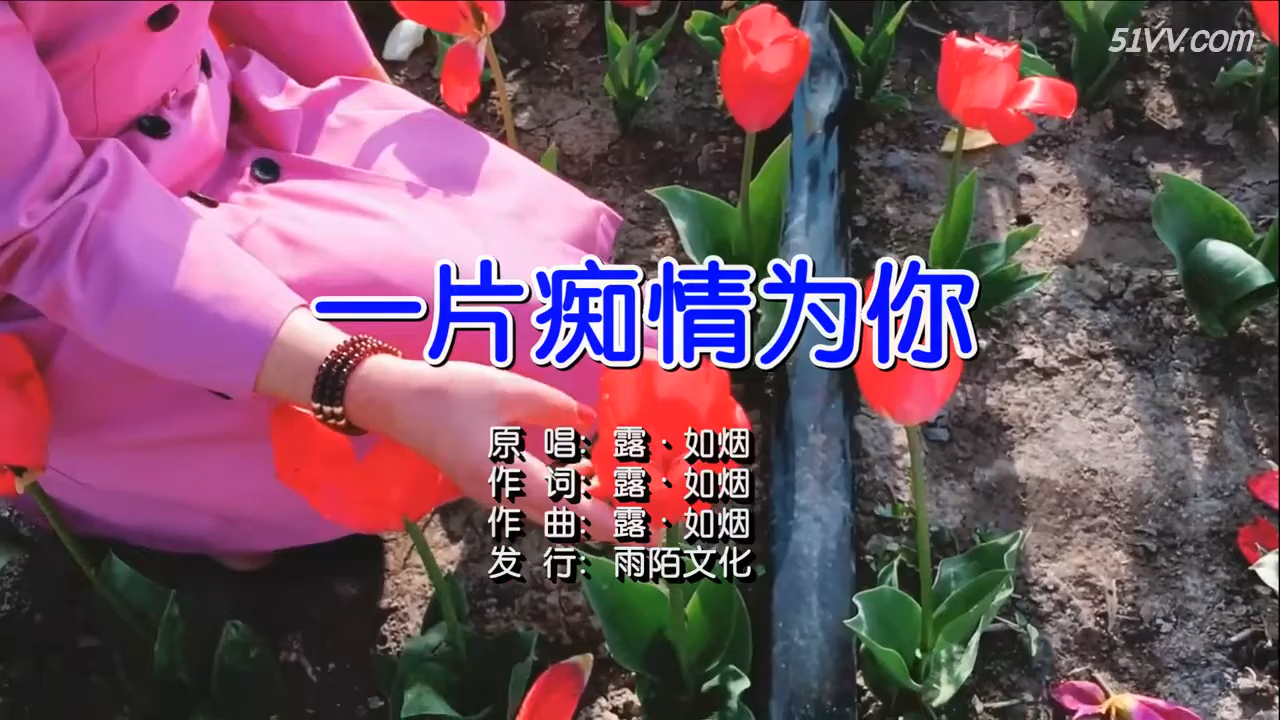 51VV.com
一片痴情为你
原 唱：露·如烟
作 词：露·如烟
作 曲：露·如烟
发 行：雨陌文化